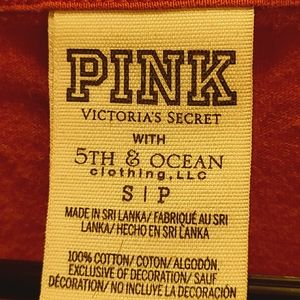 PINK
VICTORIA'S SECRET
WITH
5TH & OCEAN
clothing, LLC
S | P
MADE IN SRI LANKA/ FABRIQUÉ AU SRI
LANKA/ HECHO EN SRI LANKA
100% COTTON/ COTON/ ALGODÓN.
EXCLUSIVE OF DECORATION/ SAUF
DÉCORATION/ NO INCLUYE LA DECORACIÓN